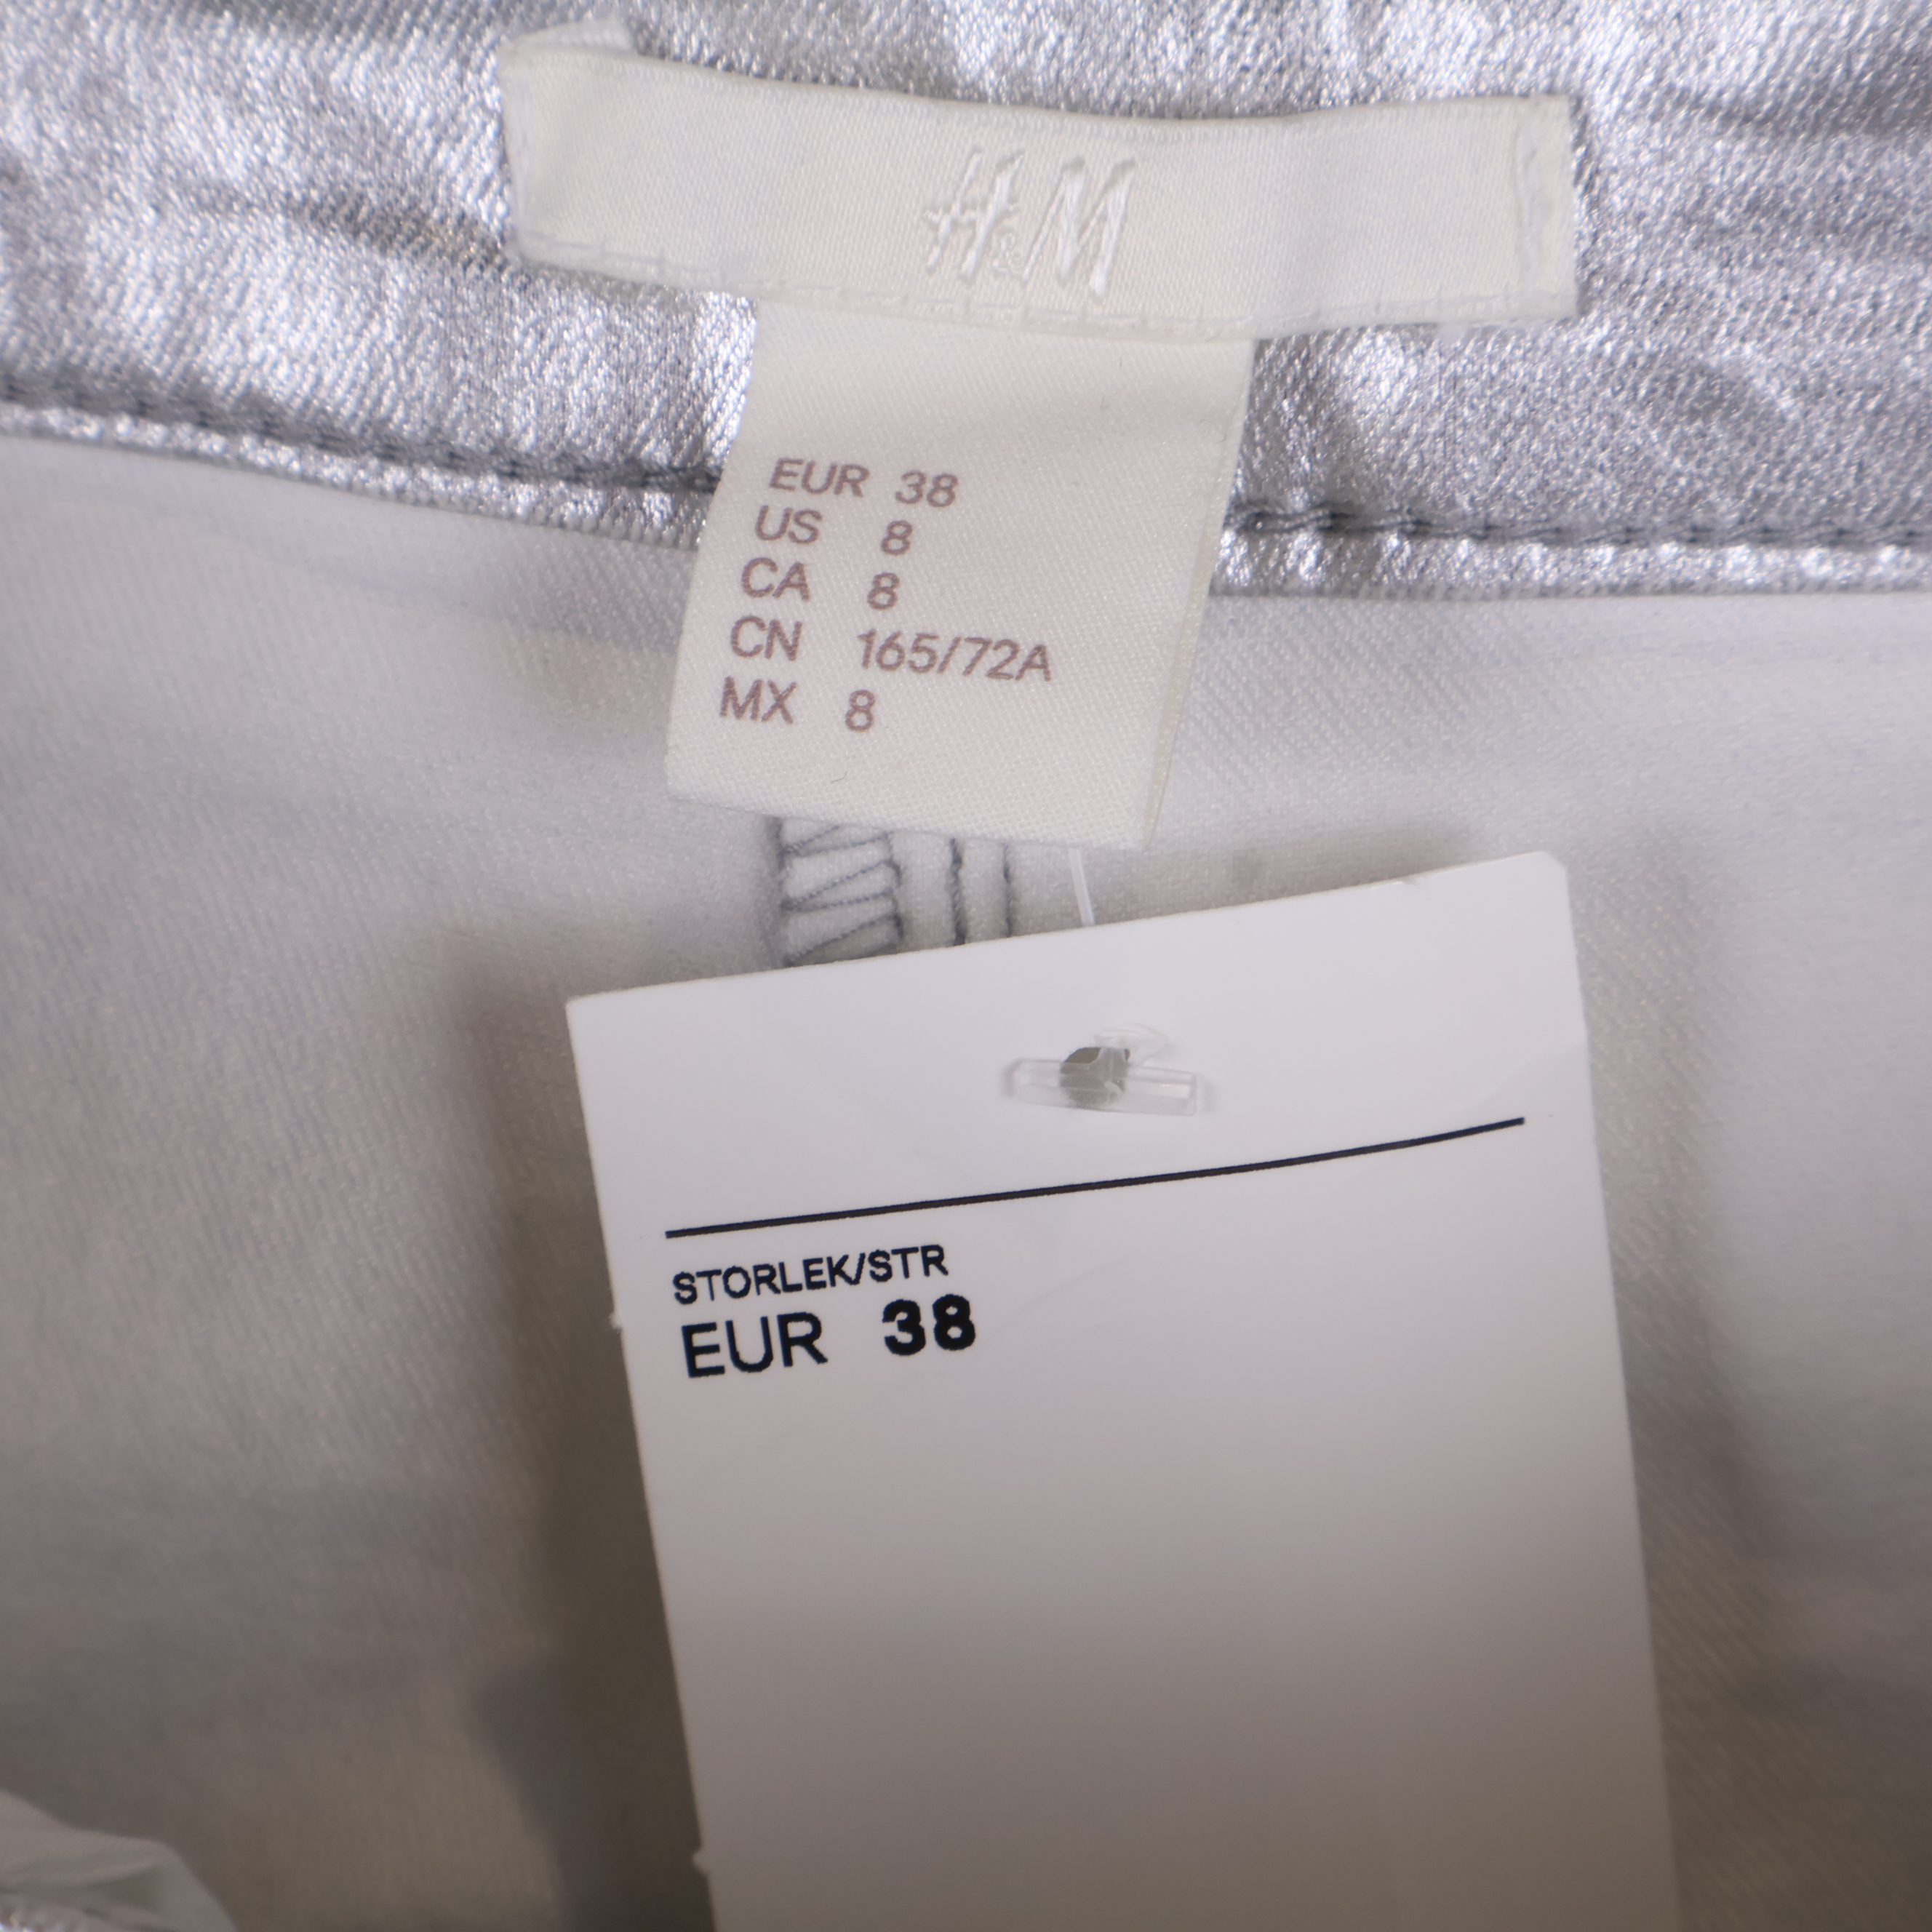 H&M
EUR 38
US 8
CA 8
CN 165/72A
MX 8
STORLEK/STR
EUR 38